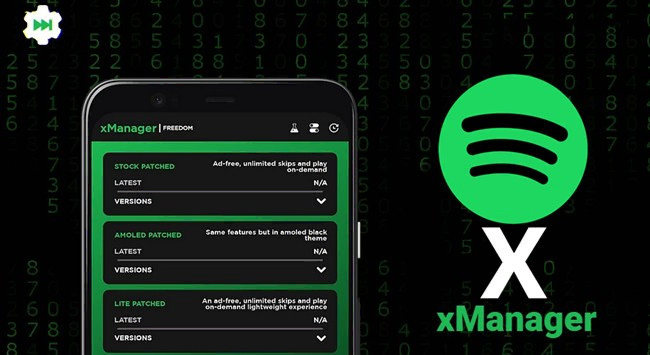 xManager | FREEDOM
STOCK PATCHED
Ad-free, unlimited skips and play
on-demand
LATEST
N/A
VERSIONS
AMOLED PATCHED
Same features but in amoled black
theme
LATEST
N/A
VERSIONS
LITE PATCHED
An ad-free, unlimited skips and play
on-demand lightweight experience
LATEST
N/A
VERSIONS
X
xManager